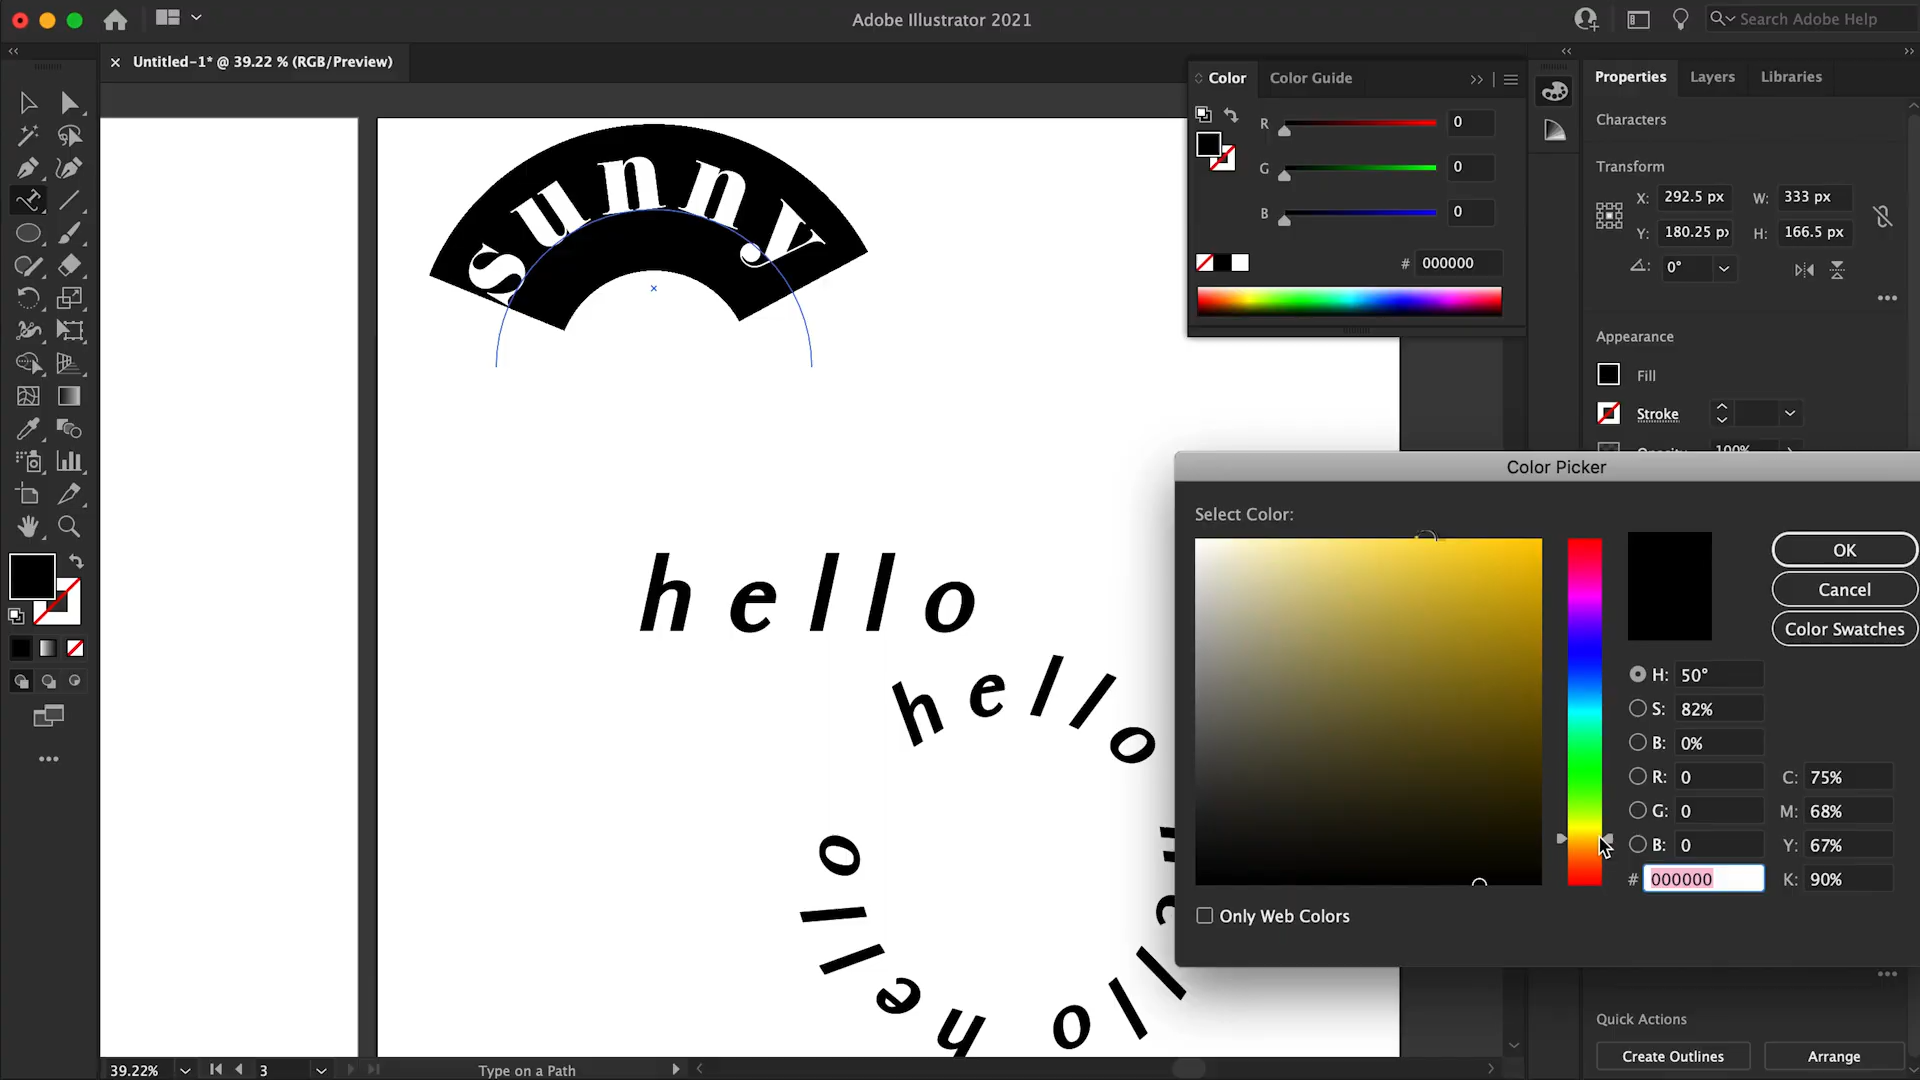 Adobe Illustrator 2021
Search Adobe Help
Untitled-1* @ 39.22 % (RGB/Preview)
Color
Color Guide
R
0
G
0
B
0
# 000000
Properties
Layers
Libraries
Characters
Transform
X: 292.5 px
W: 333 px
Y: 180.25 px
H: 166.5 px
0°
Appearance
Fill
Stroke
Opacity
100%
sunny
hello
hello
hello
hello
Color Picker
Select Color:
OK
Cancel
Color Swatches
H: 50°
S: 82%
B: 0%
R: 0
C: 75%
G: 0
M: 68%
B: 0
Y: 67%
# 000000
K: 90%
Only Web Colors
Quick Actions
Create Outlines
Arrange
39.22%
3
Type on a Path